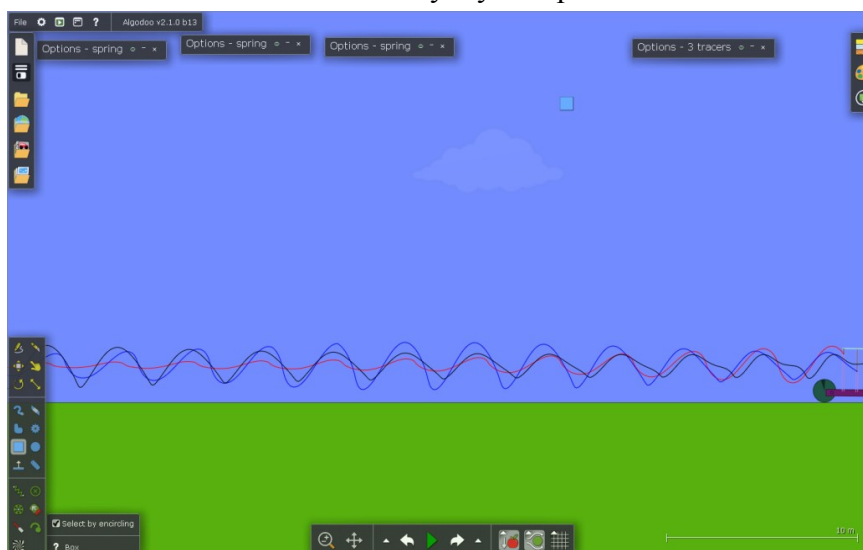 File ? Algodoo v2.1.0 b13
Options - spring
Options - spring
Options - spring
Options - 3 tracers
Select by encircling
? Box
10 m